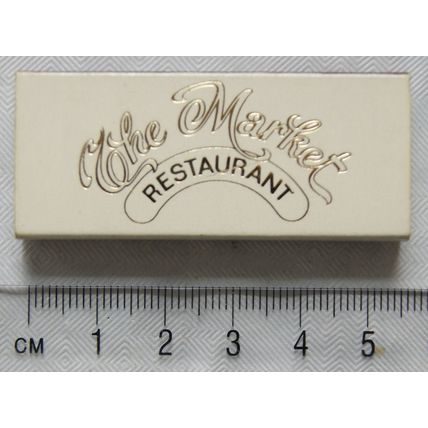 The Market
RESTAURANT
CM 1 2 3 4 5